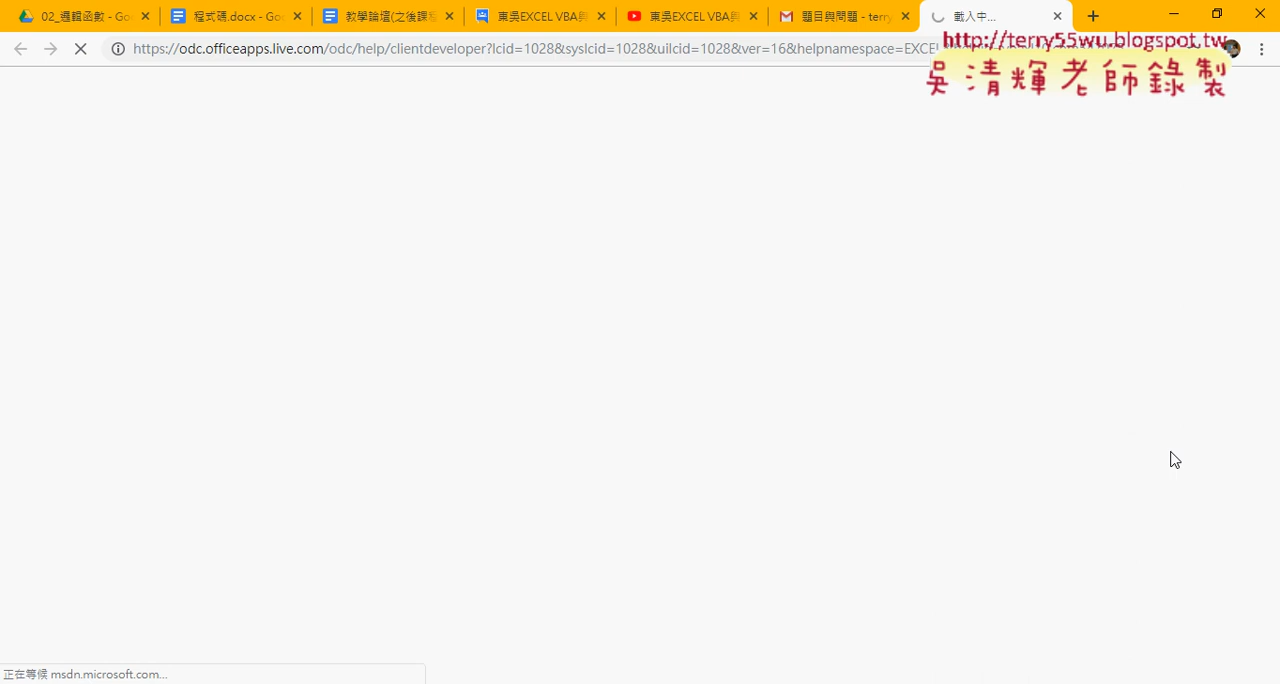 02_邏輯函數 - Go
程式碼.docx - Goo
教學論壇(之後課程
東吳EXCEL VBA與
東吳EXCEL VBA與
題目與問題 - terry
載入中...
https://odc.officeapps.live.com/odc/help/clientdeveloper?lcid=1028&syslcid=1028&uilcid=1028&ver=16&helpnamespace=EXCE
http://terry55wu.blogspot.tw
吳清輝老師錄製
正在等候 msdn.microsoft.com...